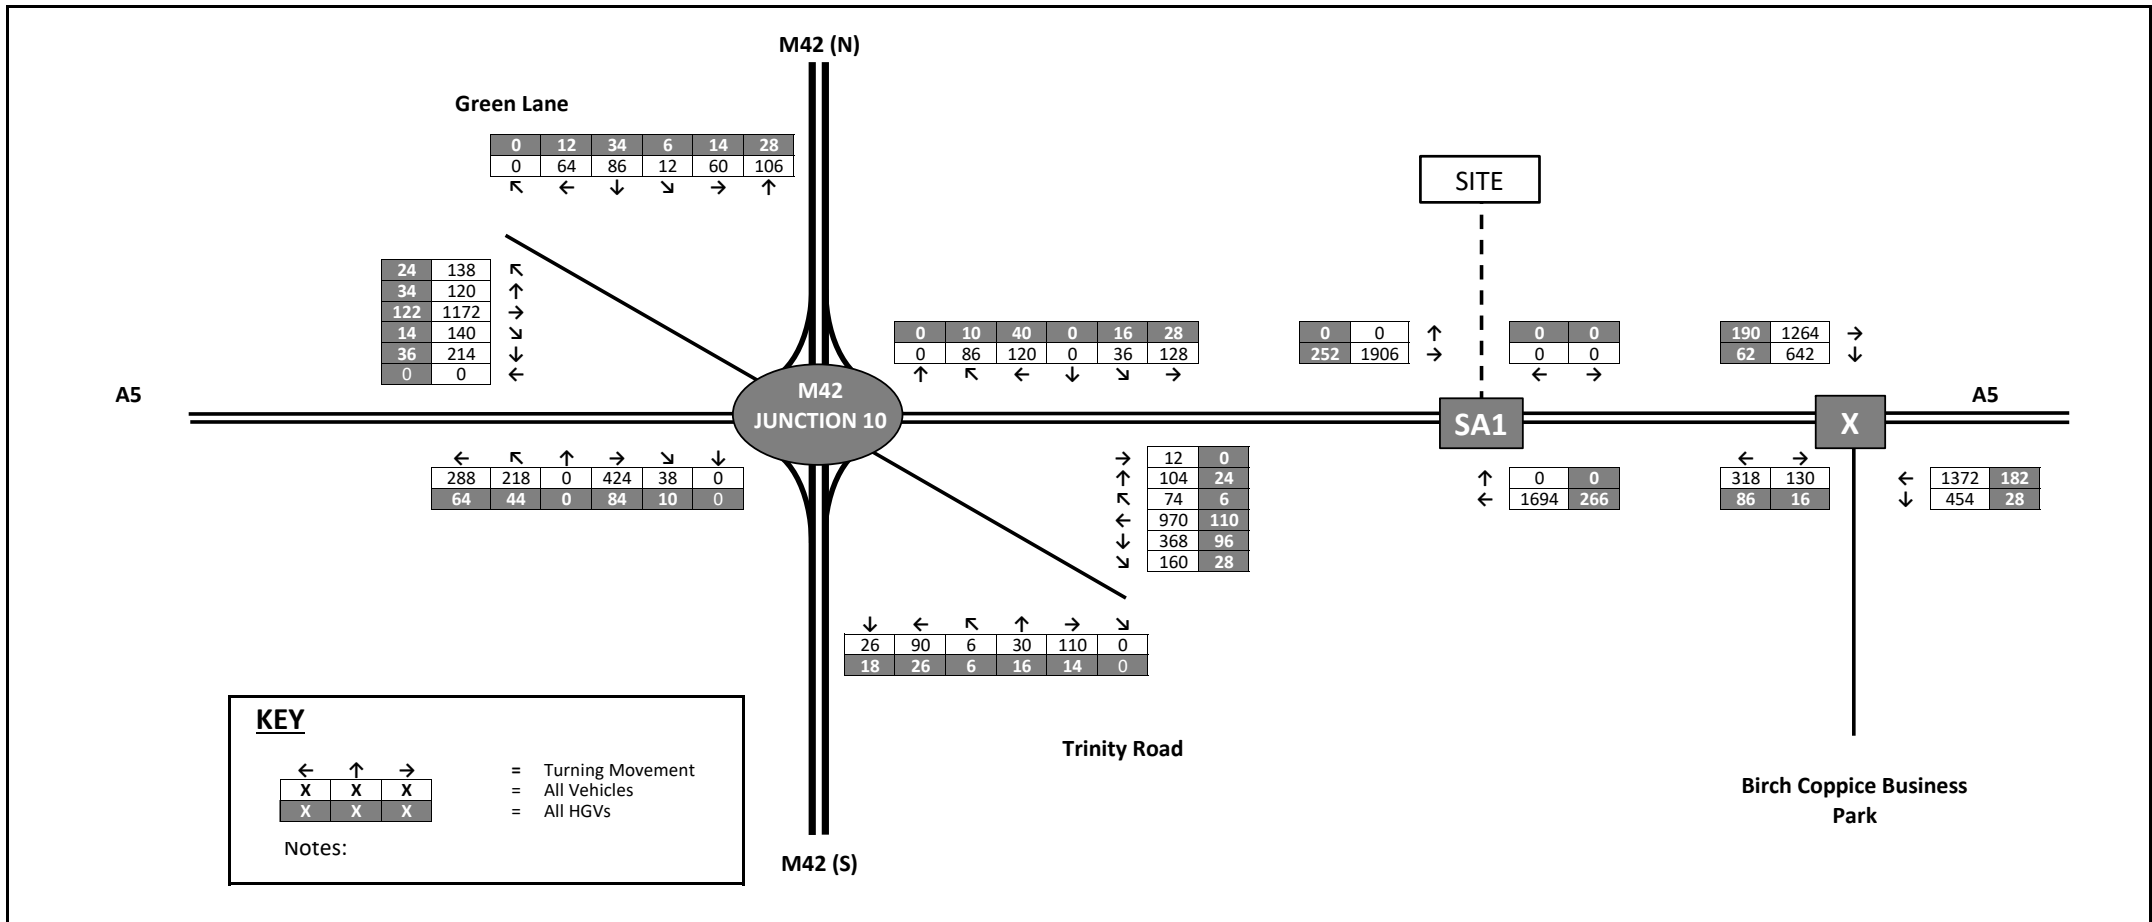 M42 (N)
Green Lane
0 12 34 6 14 28
0 64 86 12 60 106
↖ ← ↓ ↘ → ↑
SITE
24 138 ↖
34 120 ↑
122 1172 →
14 140 ↘
36 214 ↓
0 0 ←
0 10 40 0 16 28
0 86 120 0 36 128
↑ ↖ ← ↓ ↘ →
0 0 ↑
252 1906 →
0 0
0 0
← →
190 1264 →
62 642 ↓
A5
M42
JUNCTION 10
SA1
X
A5
← ↖ ↑ → ↘ ↓
288 218 0 424 38 0
64 44 0 84 10 0
→ 12 0
↑ 104 24
↖ 74 6
← 970 110
↓ 368 96
↘ 160 28
↑ 0 0
← 1694 266
← →
318 130
86 16
← 1372 182
↓ 454 28
↓ ← ↖ ↑ → ↘
26 90 6 30 110 0
18 26 6 16 14 0
Trinity Road
KEY
← ↑ → = Turning Movement
X X X = All Vehicles
X X X = All HGVs
Notes:
M42 (S)
Birch Coppice Business
Park